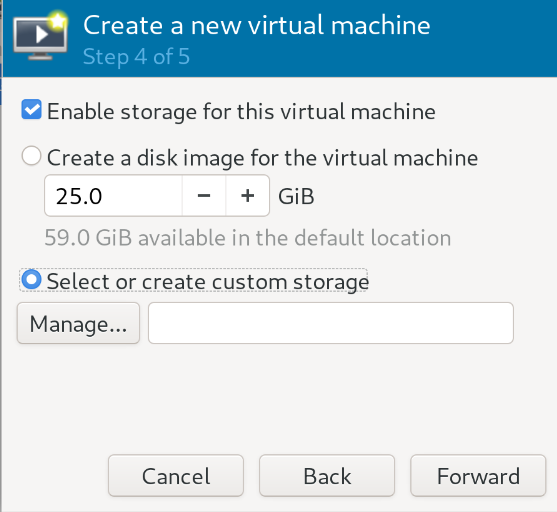 Create a new virtual machine
Step 4 of 5
Enable storage for this virtual machine
Create a disk image for the virtual machine
25.0 − + GiB
59.0 GiB available in the default location
Select or create custom storage
Manage...
Cancel Back Forward